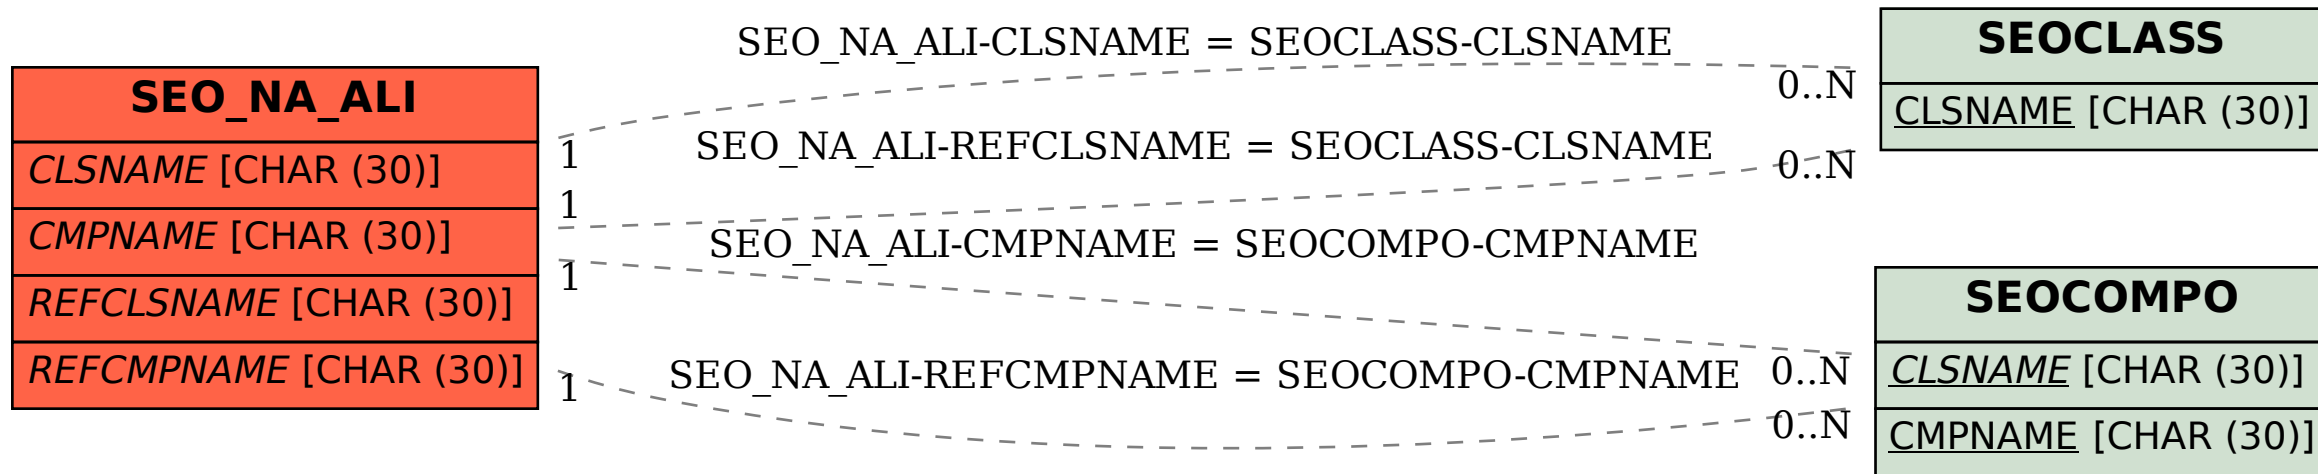 SEO_NA_ALI
CLSNAME [CHAR (30)]
CMPNAME [CHAR (30)]
REFCLSNAME [CHAR (30)]
REFCMPNAME [CHAR (30)]
SEO_NA_ALI-CLSNAME = SEOCLASS-CLSNAME
1
0..N
SEO_NA_ALI-REFCLSNAME = SEOCLASS-CLSNAME
1
0..N
SEO_NA_ALI-CMPNAME = SEOCOMPO-CMPNAME
1
0..N
SEO_NA_ALI-REFCMPNAME = SEOCOMPO-CMPNAME
1
0..N
SEOCLASS
CLSNAME [CHAR (30)]
SEOCOMPO
CLSNAME [CHAR (30)]
CMPNAME [CHAR (30)]